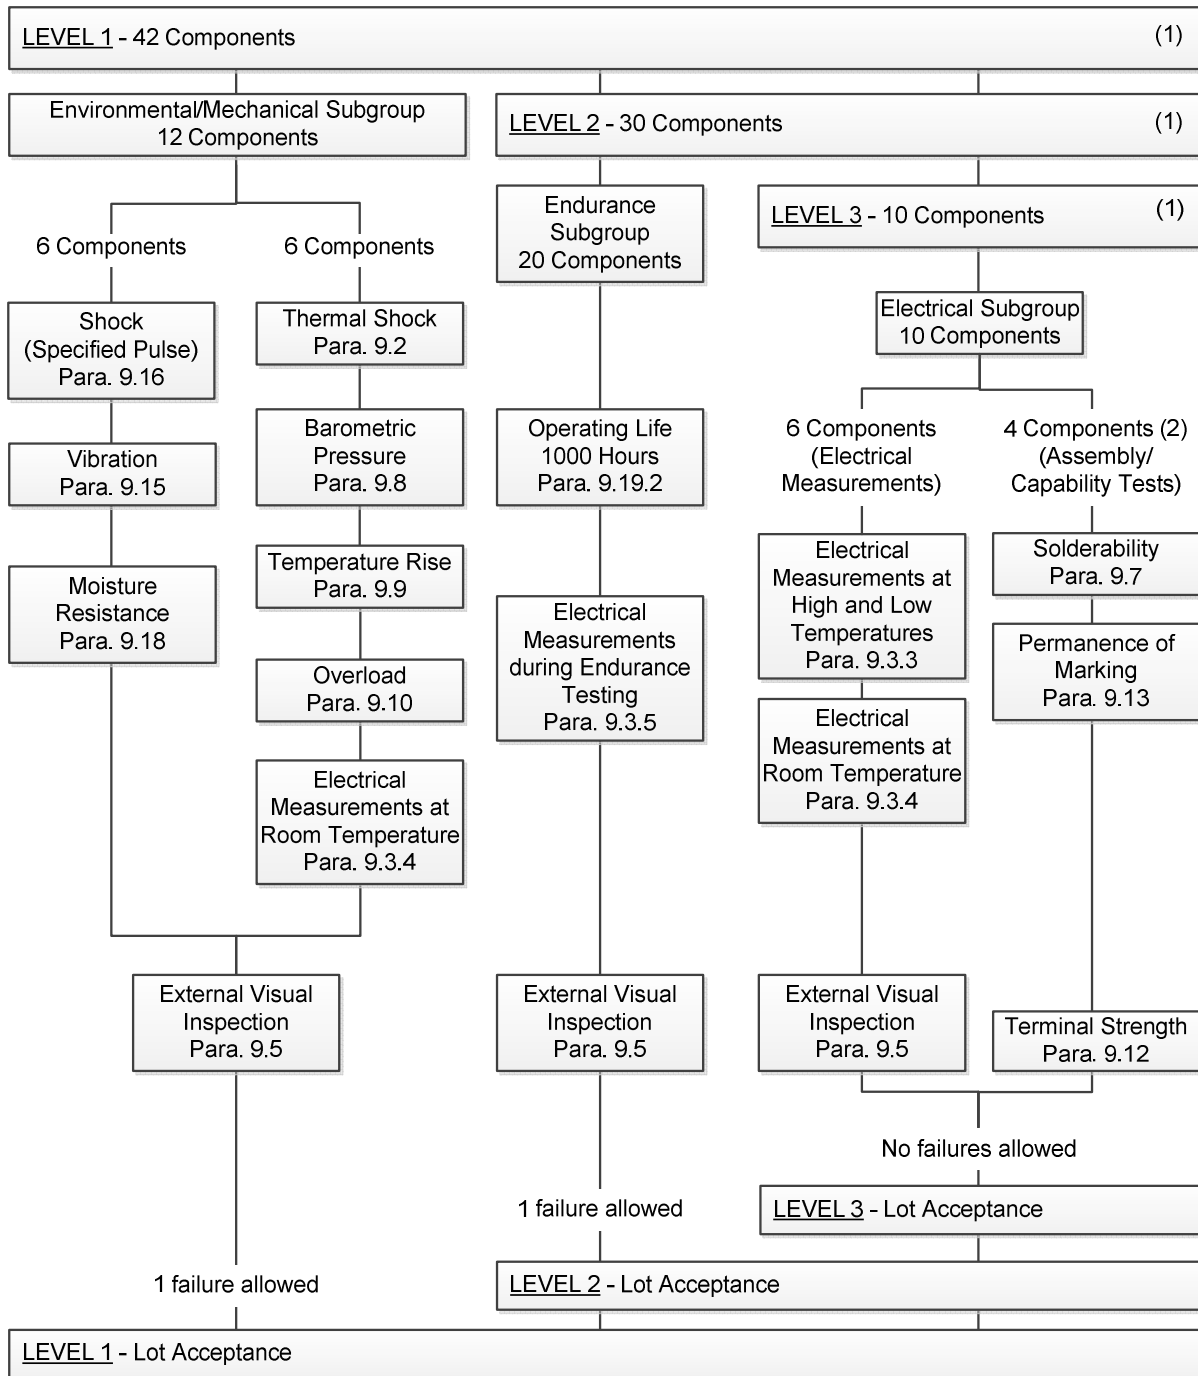 LEVEL 1 - 42 Components
(1)
Environmental/Mechanical Subgroup
12 Components
LEVEL 2 - 30 Components
(1)
Endurance
Subgroup
20 Components
LEVEL 3 - 10 Components
(1)
6 Components
6 Components
Electrical Subgroup
10 Components
Shock
(Specified Pulse)
Para. 9.16
Thermal Shock
Para. 9.2
Vibration
Para. 9.15
Barometric
Pressure
Para. 9.8
Operating Life
1000 Hours
Para. 9.19.2
6 Components
(Electrical
Measurements)
4 Components (2)
(Assembly/
Capability Tests)
Moisture
Resistance
Para. 9.18
Temperature Rise
Para. 9.9
Electrical
Measurements
during Endurance
Testing
Para. 9.3.5
Electrical
Measurements at
High and Low
Temperatures
Para. 9.3.3
Solderability
Para. 9.7
Overload
Para. 9.10
Permanence of
Marking
Para. 9.13
Electrical
Measurements at
Room Temperature
Para. 9.3.4
Electrical
Measurements at
Room Temperature
Para. 9.3.4
External Visual
Inspection
Para. 9.5
External Visual
Inspection
Para. 9.5
External Visual
Inspection
Para. 9.5
Terminal Strength
Para. 9.12
No failures allowed
1 failure allowed
LEVEL 3 - Lot Acceptance
1 failure allowed
LEVEL 2 - Lot Acceptance
LEVEL 1 - Lot Acceptance